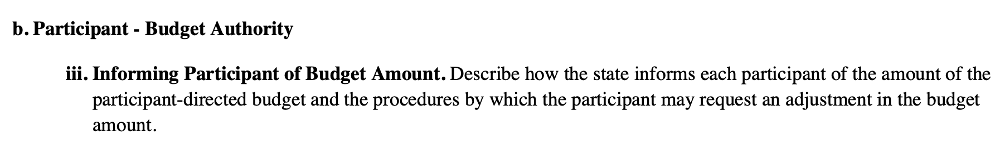 b. Participant - Budget Authority
iii. Informing Participant of Budget Amount. Describe how the state informs each participant of the amount of the
participant-directed budget and the procedures by which the participant may request an adjustment in the budget
amount.